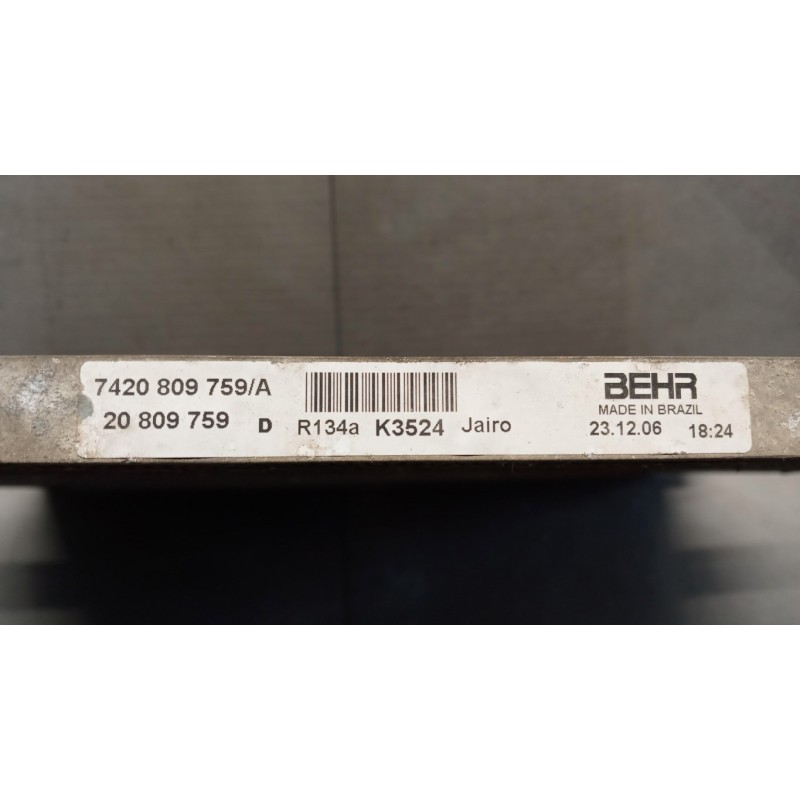 7420 809 759/A
20 809 759 D R134a K3524 Jairo
BEHR
MADE IN BRAZIL
23.12.06 18:24